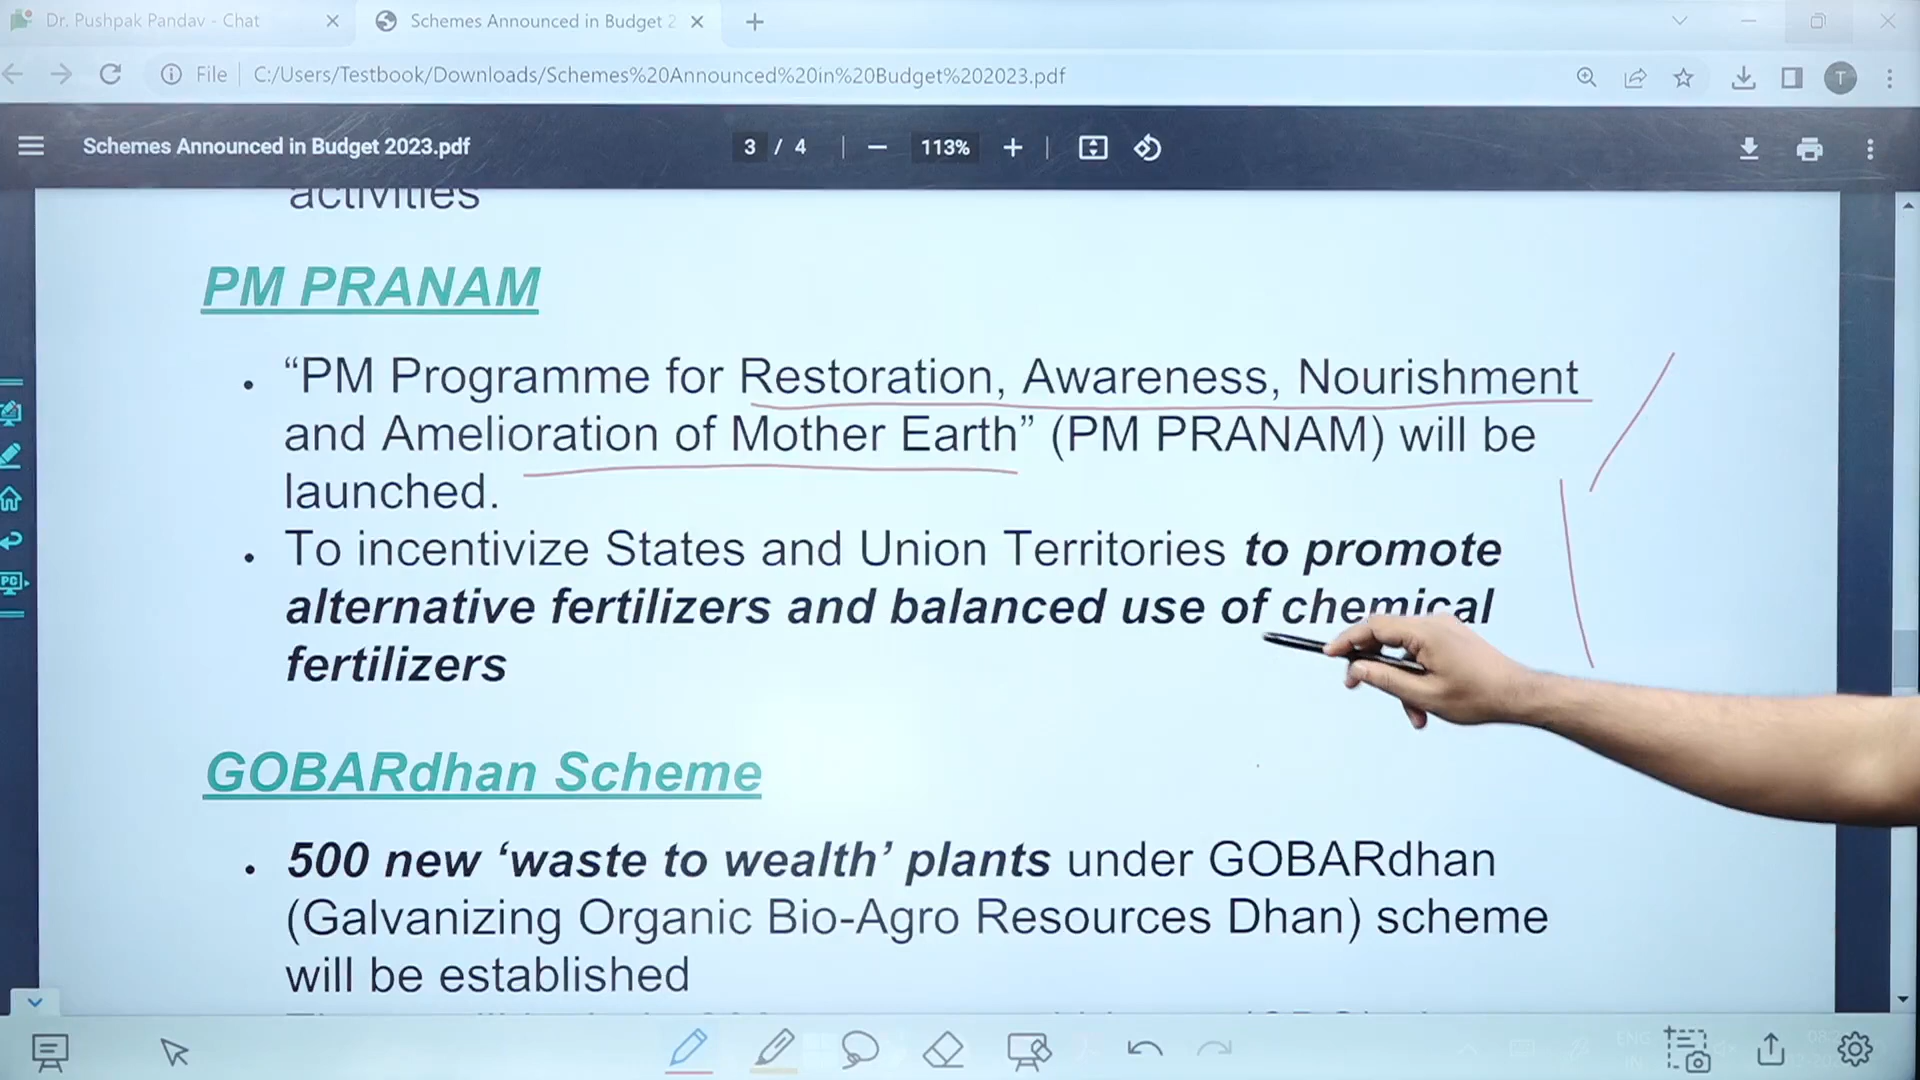 Dr. Pushpak Pandav - Chat
Schemes Announced in Budget 2
File
C:/Users/Testbook/Downloads/Schemes%20Announced%20in%20Budget%202023.pdf
T
Schemes Announced in Budget 2023.pdf
3 / 4
113%
activities
PM PRANAM
• “PM Programme for Restoration, Awareness, Nourishment
and Amelioration of Mother Earth” (PM PRANAM) will be
launched.
• To incentivize States and Union Territories to promote
alternative fertilizers and balanced use of chemical
fertilizers
GOBARdhan Scheme
• 500 new ‘waste to wealth’ plants under GOBARdhan
(Galvanizing Organic Bio-Agro Resources Dhan) scheme
will be established
PC
ENG
IN